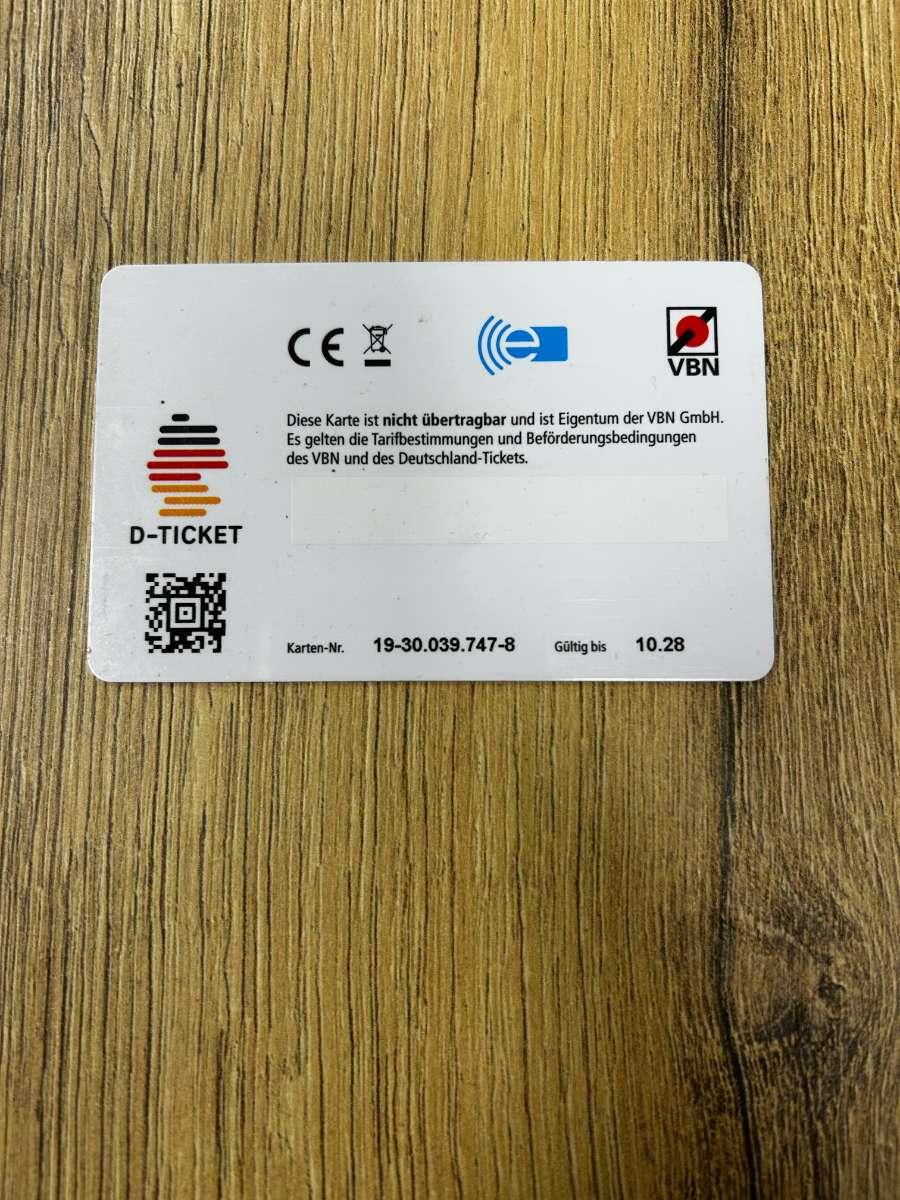 CE
e
VBN
Diese Karte ist nicht übertragbar und ist Eigentum der VBN GmbH.
Es gelten die Tarifbestimmungen und Beförderungsbedingungen
des VBN und des Deutschland-Tickets.
D-TICKET
Karten-Nr. 19-30.039.747-8 Gültig bis 10.28